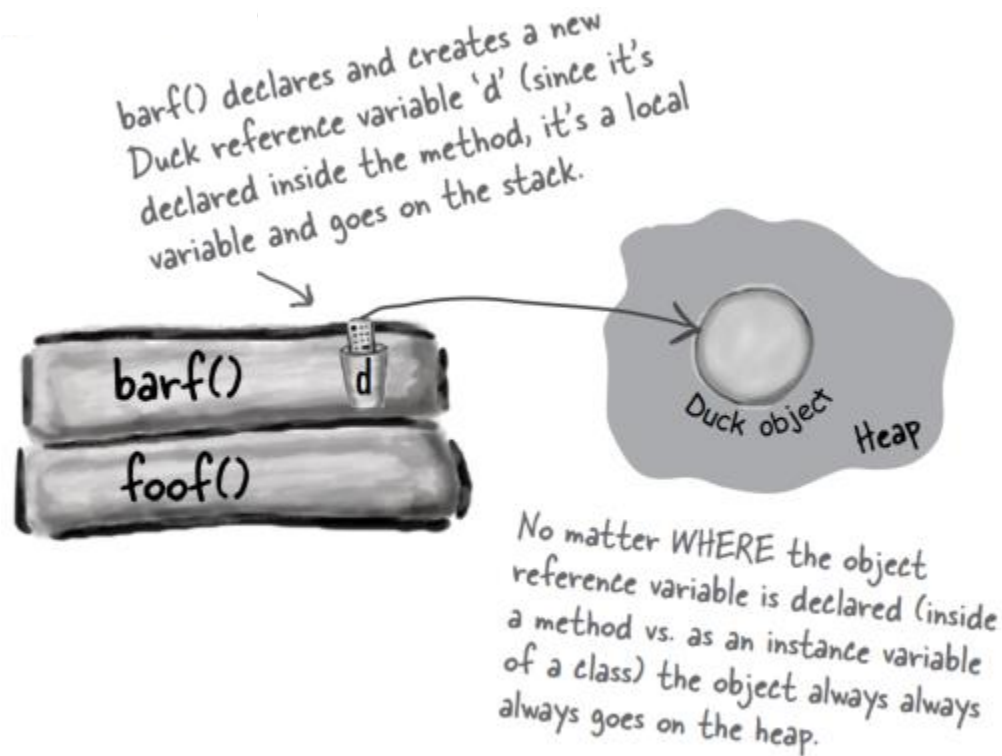 barf() declares and creates a new
Duck reference variable 'd' (since it's
declared inside the method, it's a local
variable and goes on the stack.
barf()
d
foof()
Duck object
Heap
No matter WHERE the object
reference variable is declared (inside
a method vs. as an instance variable
of a class) the object always always
always goes on the heap.